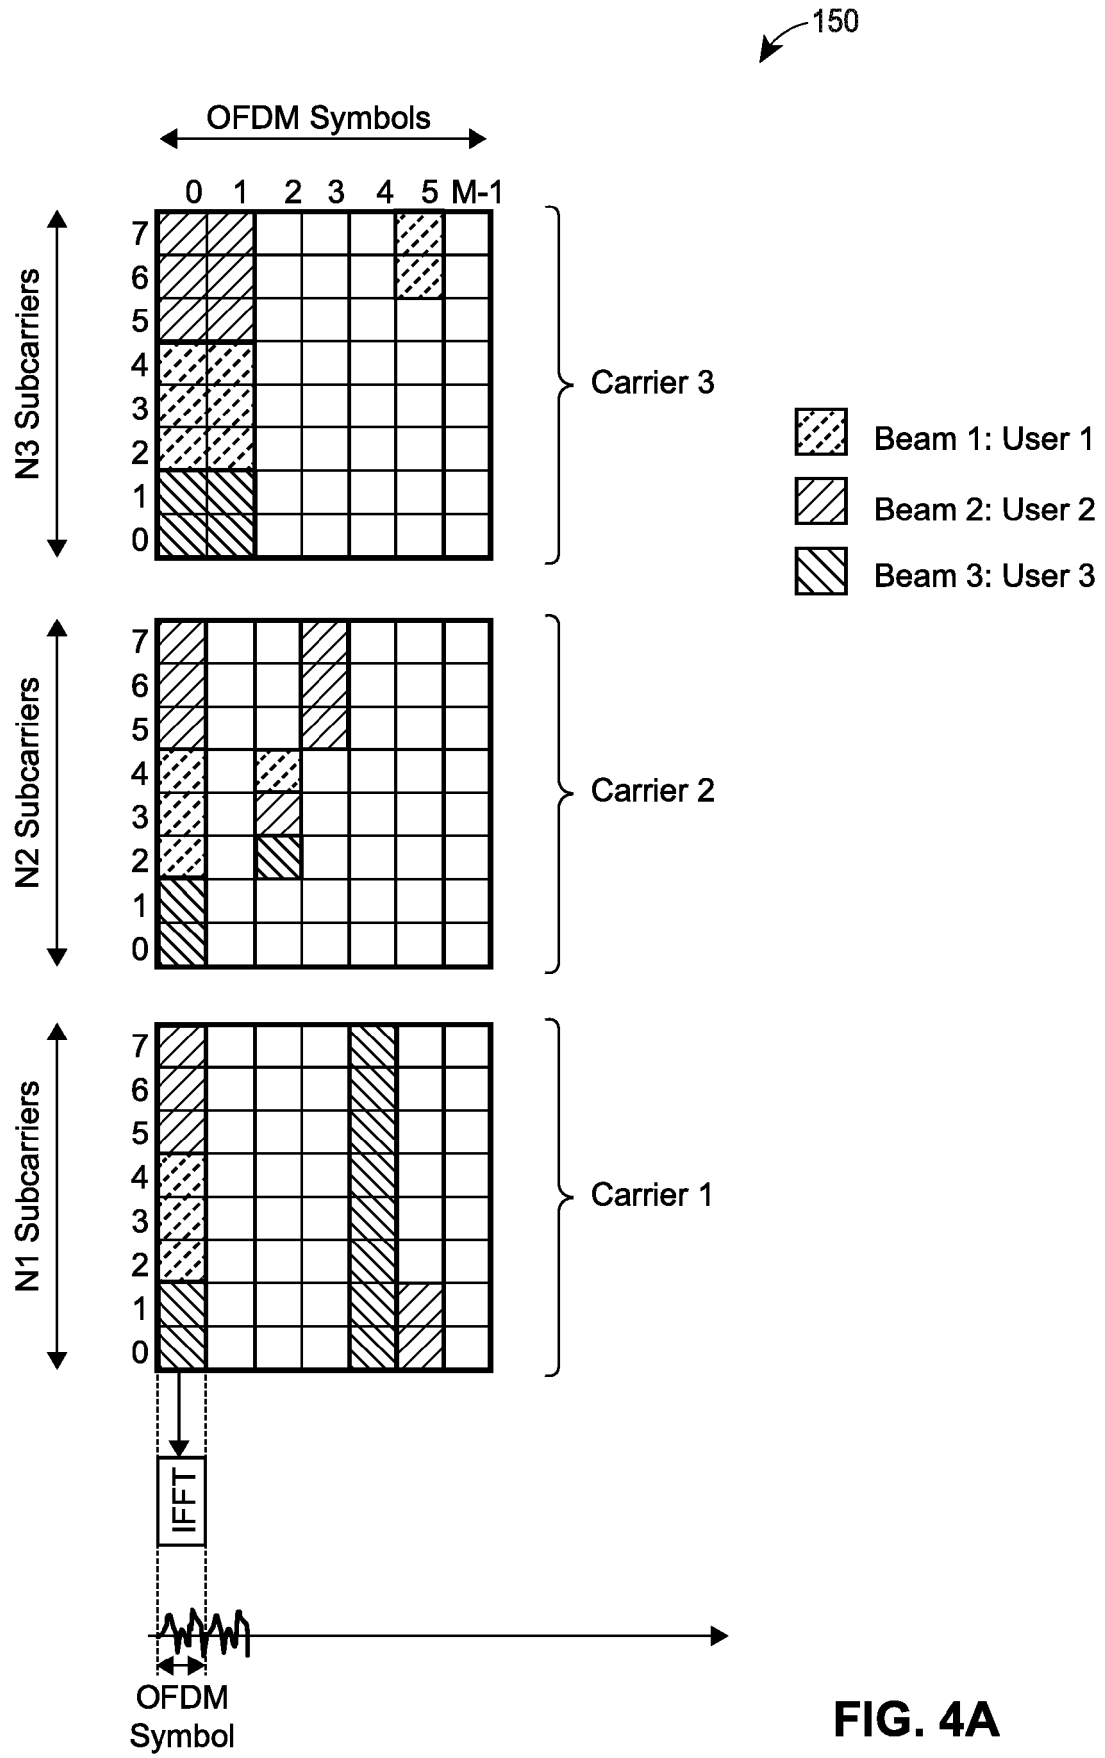 150
OFDM Symbols
0 1 2 3 4 5 M-1
N3 Subcarriers
7
6
5
4
3
2
1
0
Carrier 3
Beam 1: User 1
Beam 2: User 2
Beam 3: User 3
N2 Subcarriers
7
6
5
4
3
2
1
0
Carrier 2
N1 Subcarriers
7
6
5
4
3
2
1
0
Carrier 1
IFFT
OFDM
Symbol
FIG. 4A